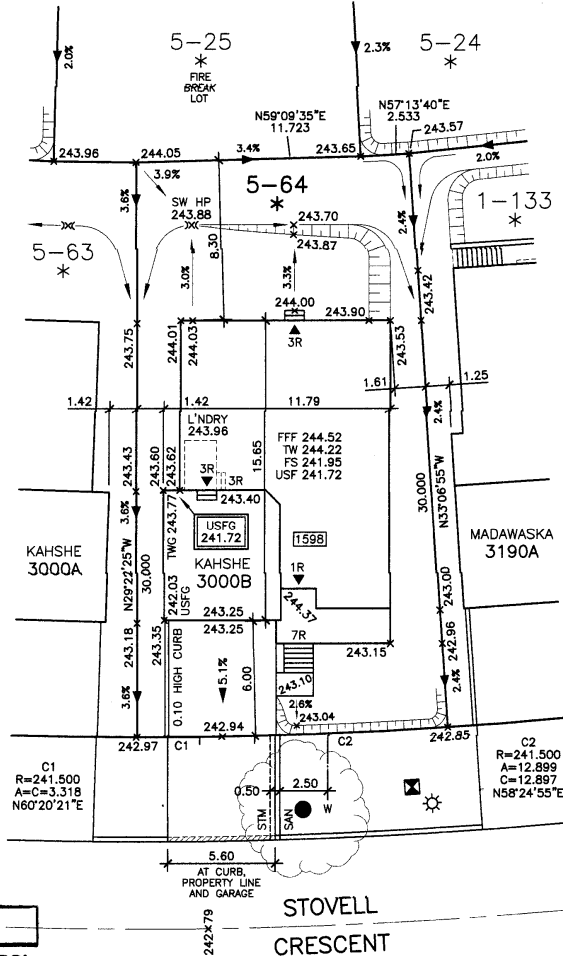 5-25
*
FIRE
BREAK
LOT
2.0%
2.3%
5-24
*
N59°09'35"E
11.723
N57°13'40"E
2.533
243.96
244.05
3.4%
243.65
243.57
2.0%
3.9%
3.6%
5-64
*
SW HP
243.88
243.70
243.87
2.4%
1-133
*
5-63
*
8.30
3.0%
3.3%
244.00
243.90
3R
243.42
243.75
244.01
244.03
243.53
1.61
1.25
1.42
1.42
11.79
2.4%
L'NDRY
243.96
3R
3R
15.65
FFF 244.52
TW 244.22
FS 241.95
USF 241.72
243.43
243.60
243.62
243.40
3.6%
TWG 243.77
USFG
241.72
1598
30.000
N33°06'55"W
KAHSHE
3000A
N29°22'25"W
30.000
KAHSHE
3000B
242.03
USFG
MADAWASKA
3190A
1R
244.37
243.00
243.25
243.25
243.18
243.35
7R
243.15
242.96
0.10 HIGH CURB
5.1%
6.00
3.6%
243.10
2.6%
243.04
2.4%
242.97
C1
242.94
C2
242.85
C1
R=241.500
A=C=3.318
N60°20'21"E
C2
R=241.500
A=12.899
C=12.897
N58°24'55"E
0.50
2.50
STM
SAN
W
5.60
AT CURB,
PROPERTY LINE
AND GARAGE
STOVELL
242x79
CRESCENT